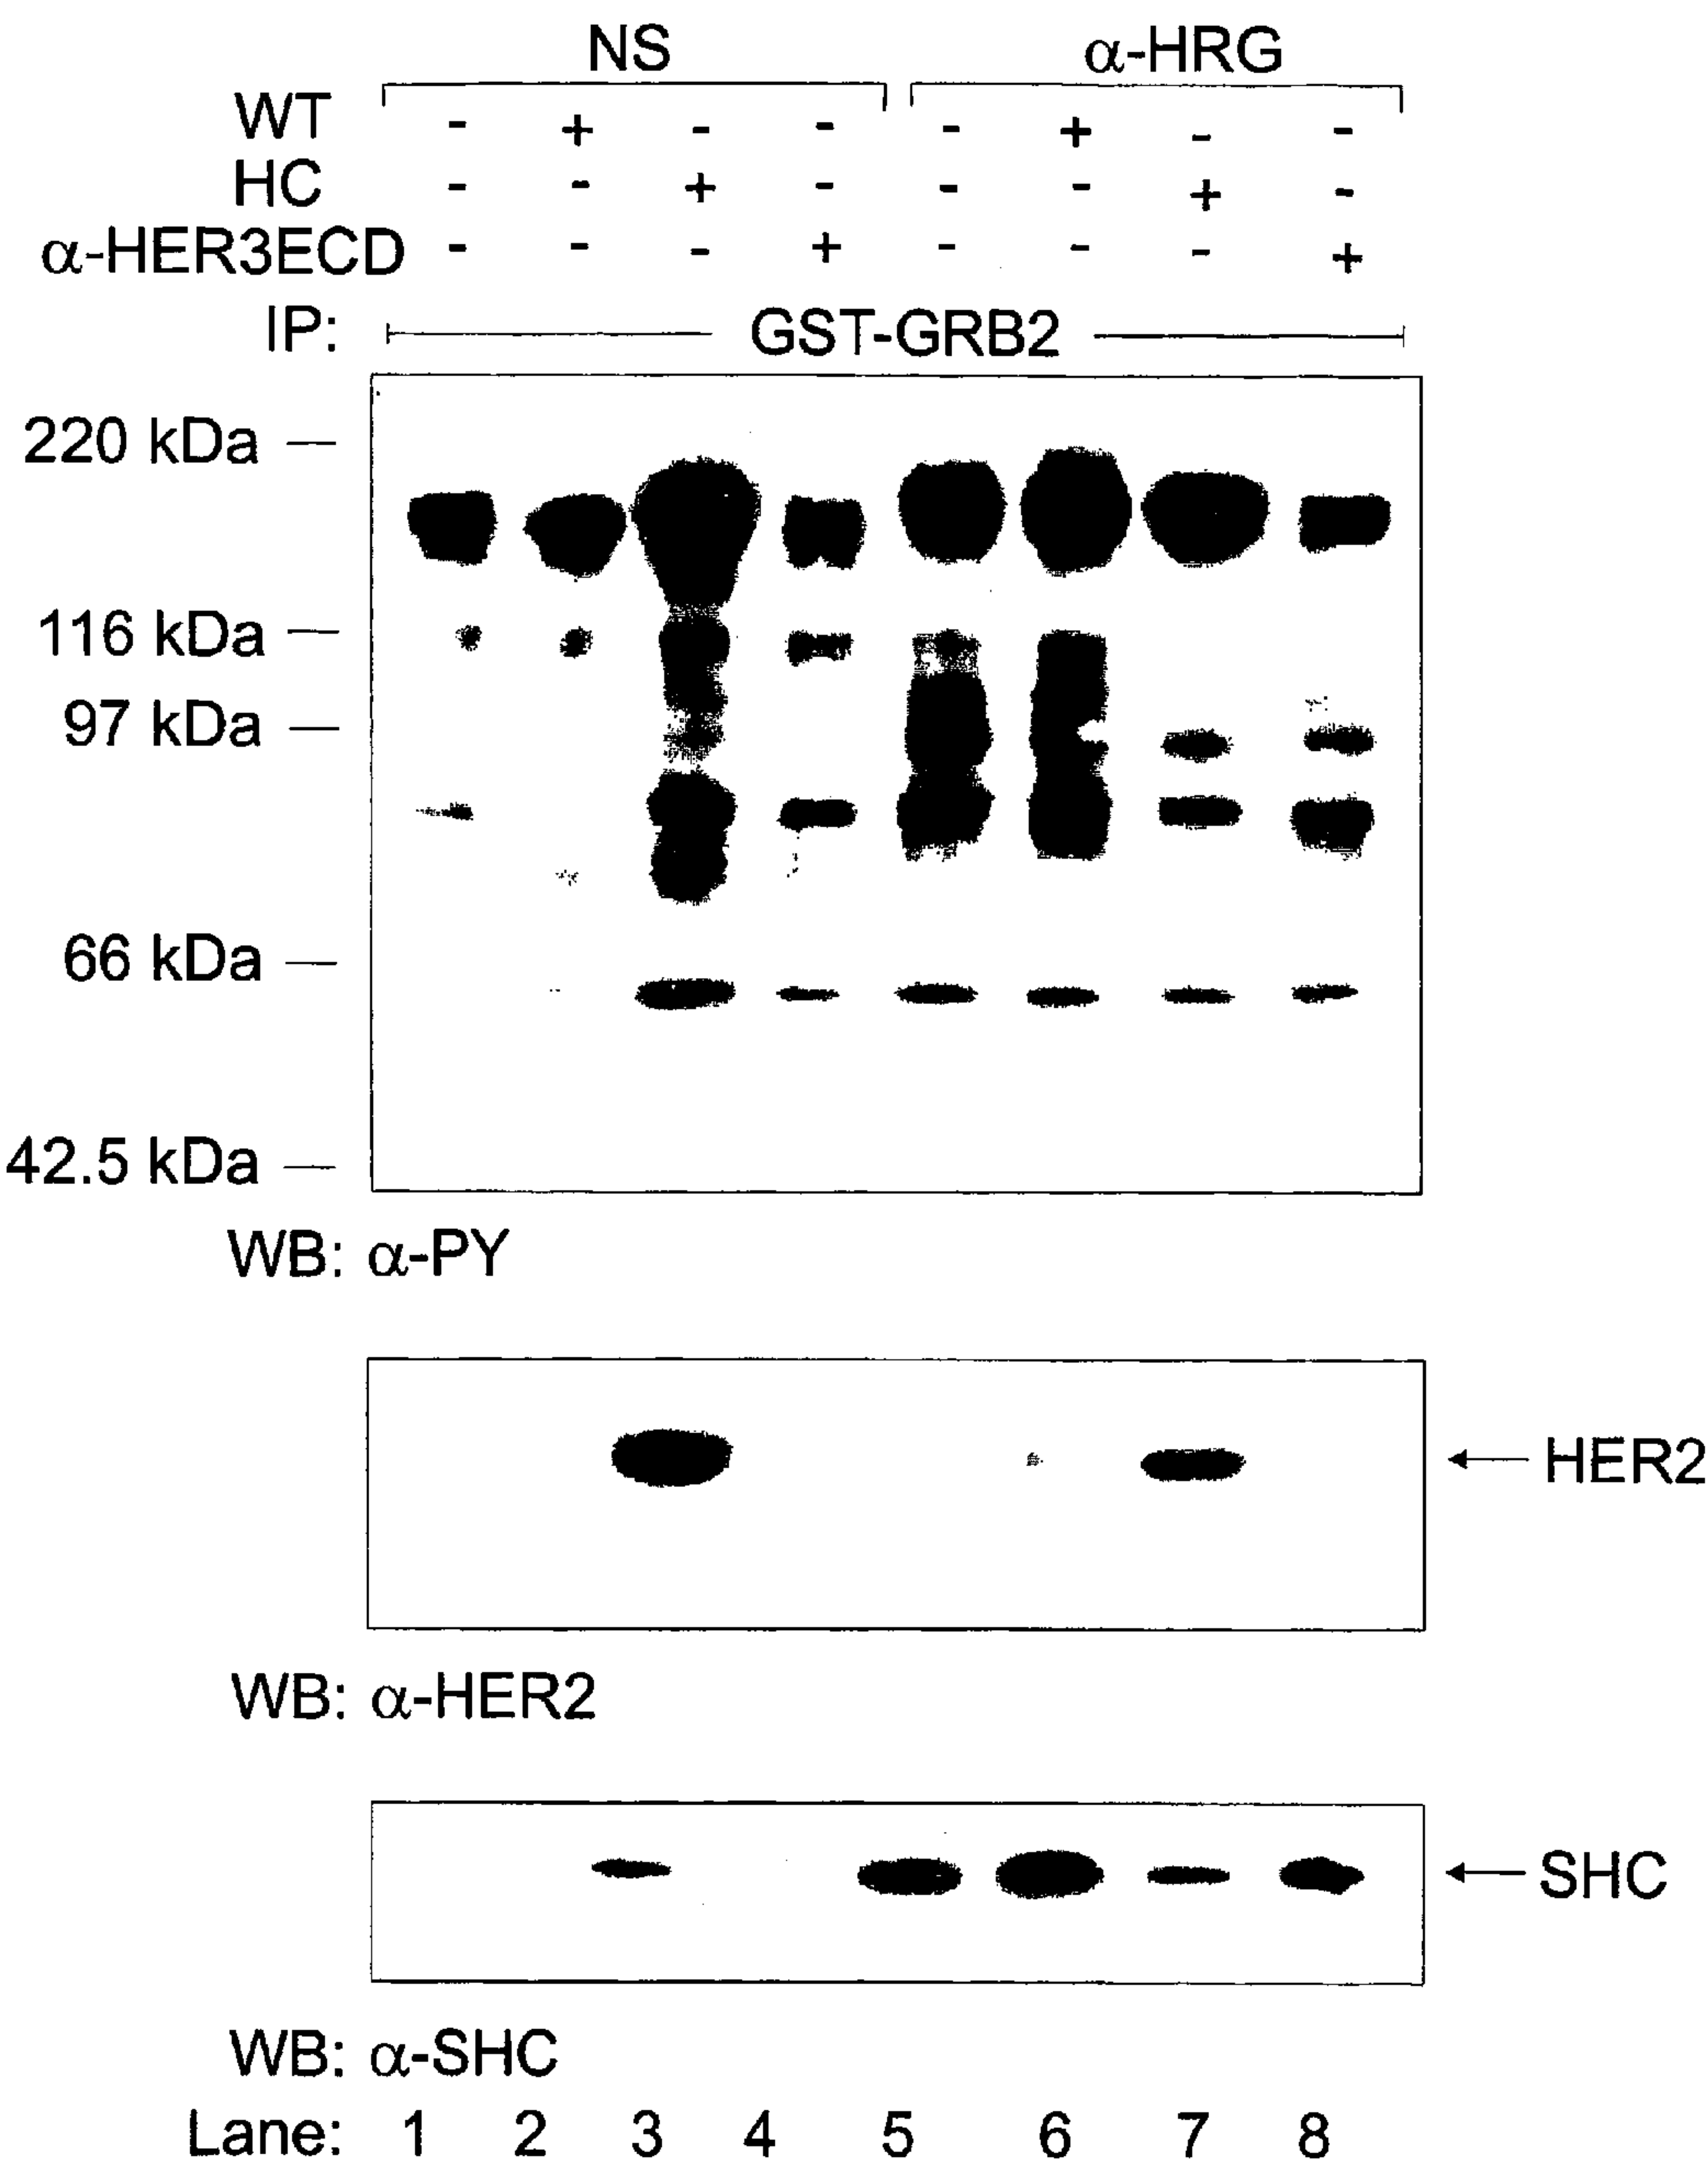 NS α-HRG
WT - + - - - + - -
HC - - + - - - + -
α-HER3ECD - - - + - - - +
IP: GST-GRB2
220 kDa
116 kDa
97 kDa
66 kDa
42.5 kDa
WB: α-PY
HER2
WB: α-HER2
SHC
WB: α-SHC
Lane: 1 2 3 4 5 6 7 8